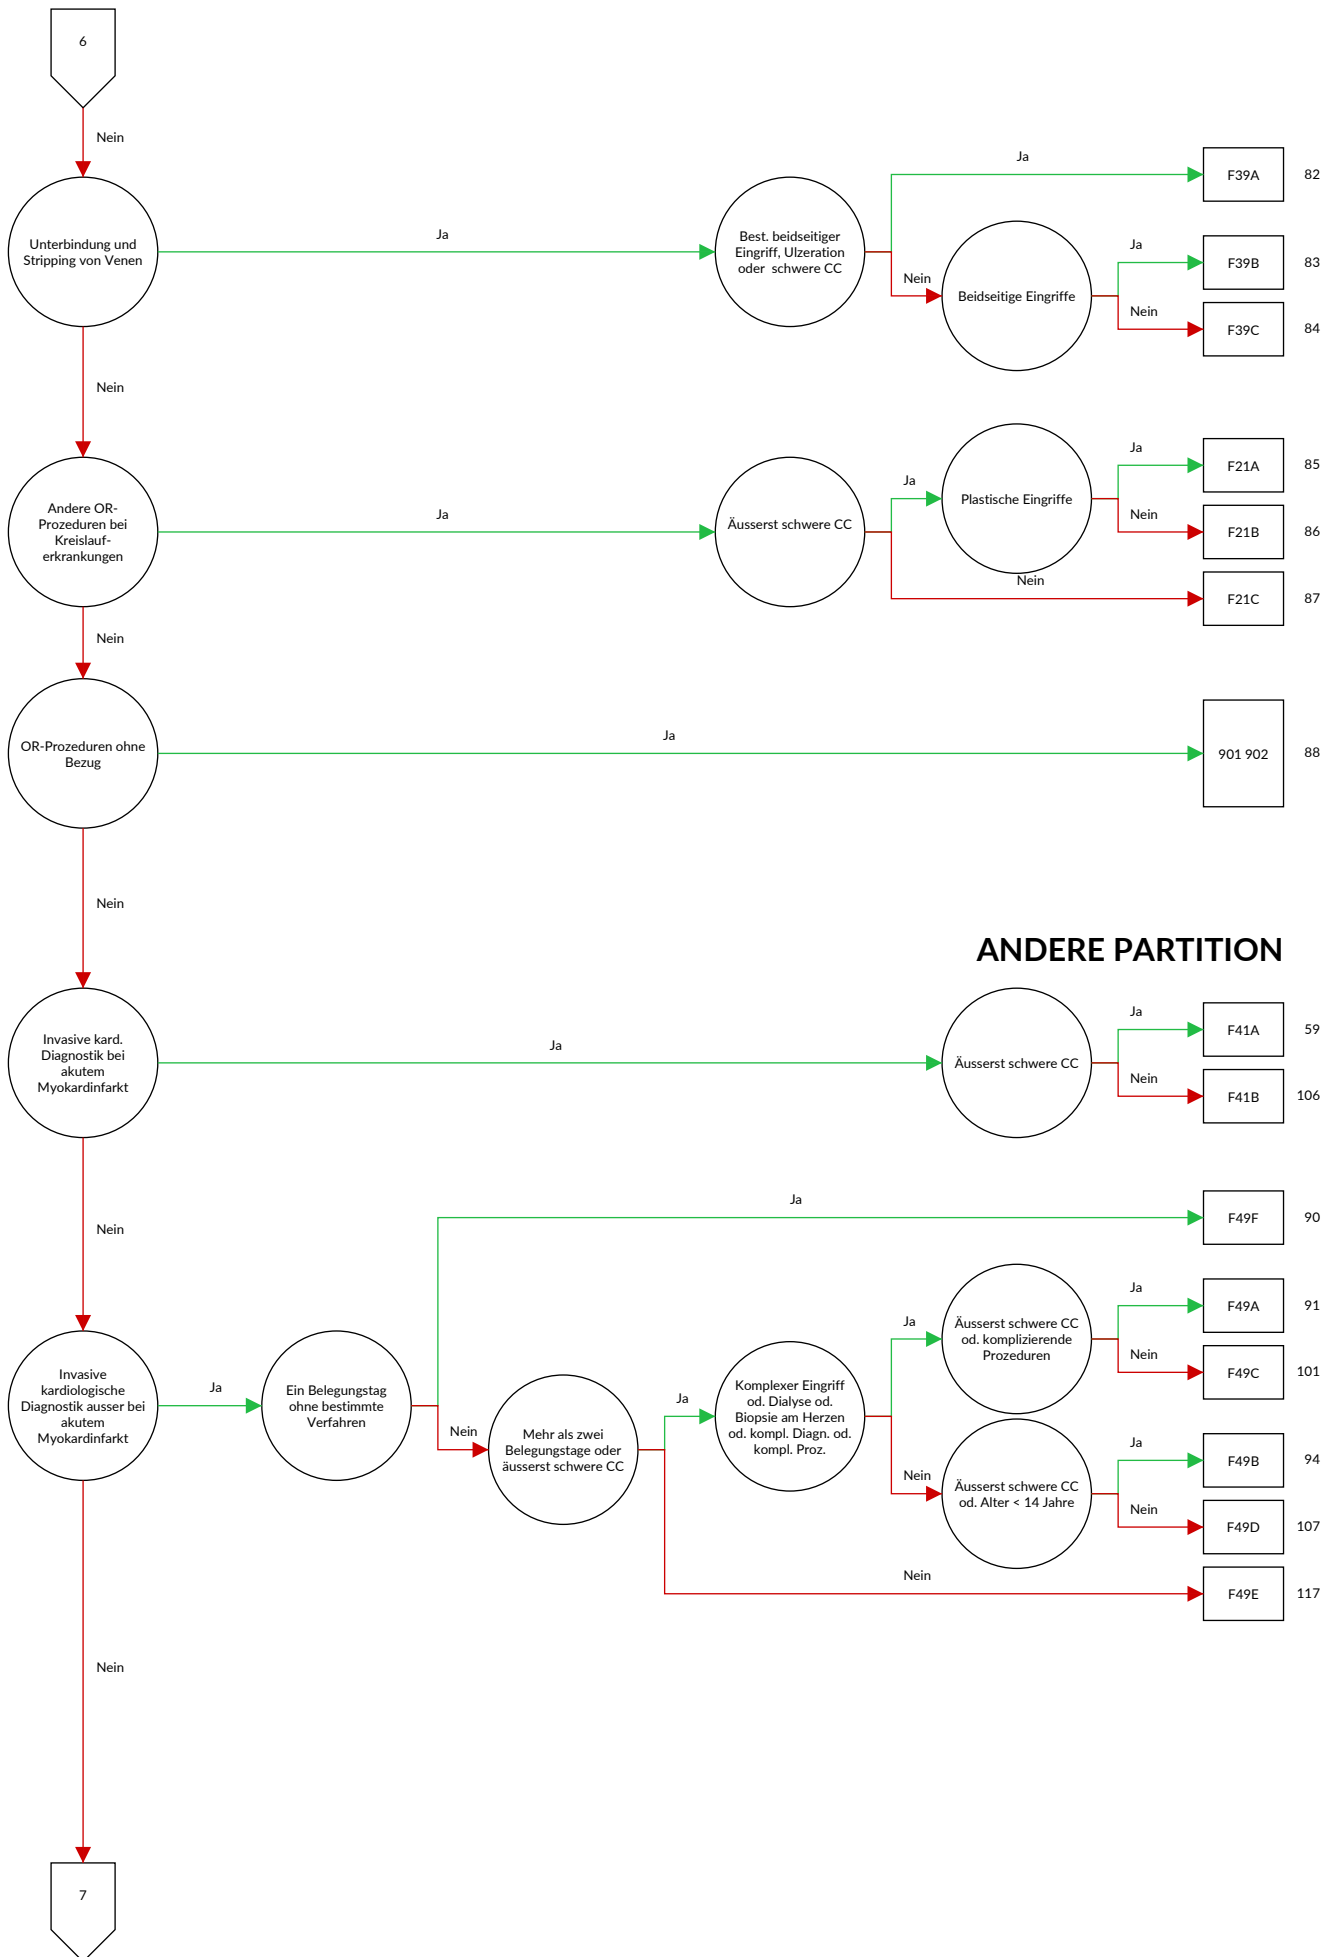 6
Nein
Unterbindung und
Stripping von Venen
Ja
Best. beidseitiger
Eingriff, Ulzeration
oder schwere CC
Ja
F39A
82
Nein
Beidseitige Eingriffe
Ja
F39B
83
Nein
F39C
84
Nein
Andere OR-
Prozeduren bei
Kreislauf-
erkrankungen
Ja
Äusserst schwere CC
Ja
Plastische Eingriffe
Ja
F21A
85
Nein
F21B
86
Nein
F21C
87
Nein
OR-Prozeduren ohne
Bezug
Ja
901 902
88
Nein
ANDERE PARTITION
Invasive kard.
Diagnostik bei
akutem
Myokardinfarkt
Ja
Äusserst schwere CC
Ja
F41A
59
Nein
F41B
106
Nein
Invasive
kardiologische
Diagnostik ausser bei
akutem
Myokardinfarkt
Ja
Ein Belegungstag
ohne bestimmte
Verfahren
Ja
F49F
90
Nein
Mehr als zwei
Belegungstage oder
äusserst schwere CC
Ja
Komplexer Eingriff
od. Dialyse od.
Biopsie am Herzen
od. kompl. Diagn. od.
kompl. Proz.
Ja
Äusserst schwere CC
od. komplizierende
Prozeduren
Ja
F49A
91
Nein
F49C
101
Nein
Äusserst schwere CC
od. Alter < 14 Jahre
Ja
F49B
94
Nein
F49D
107
Nein
F49E
117
Nein
7